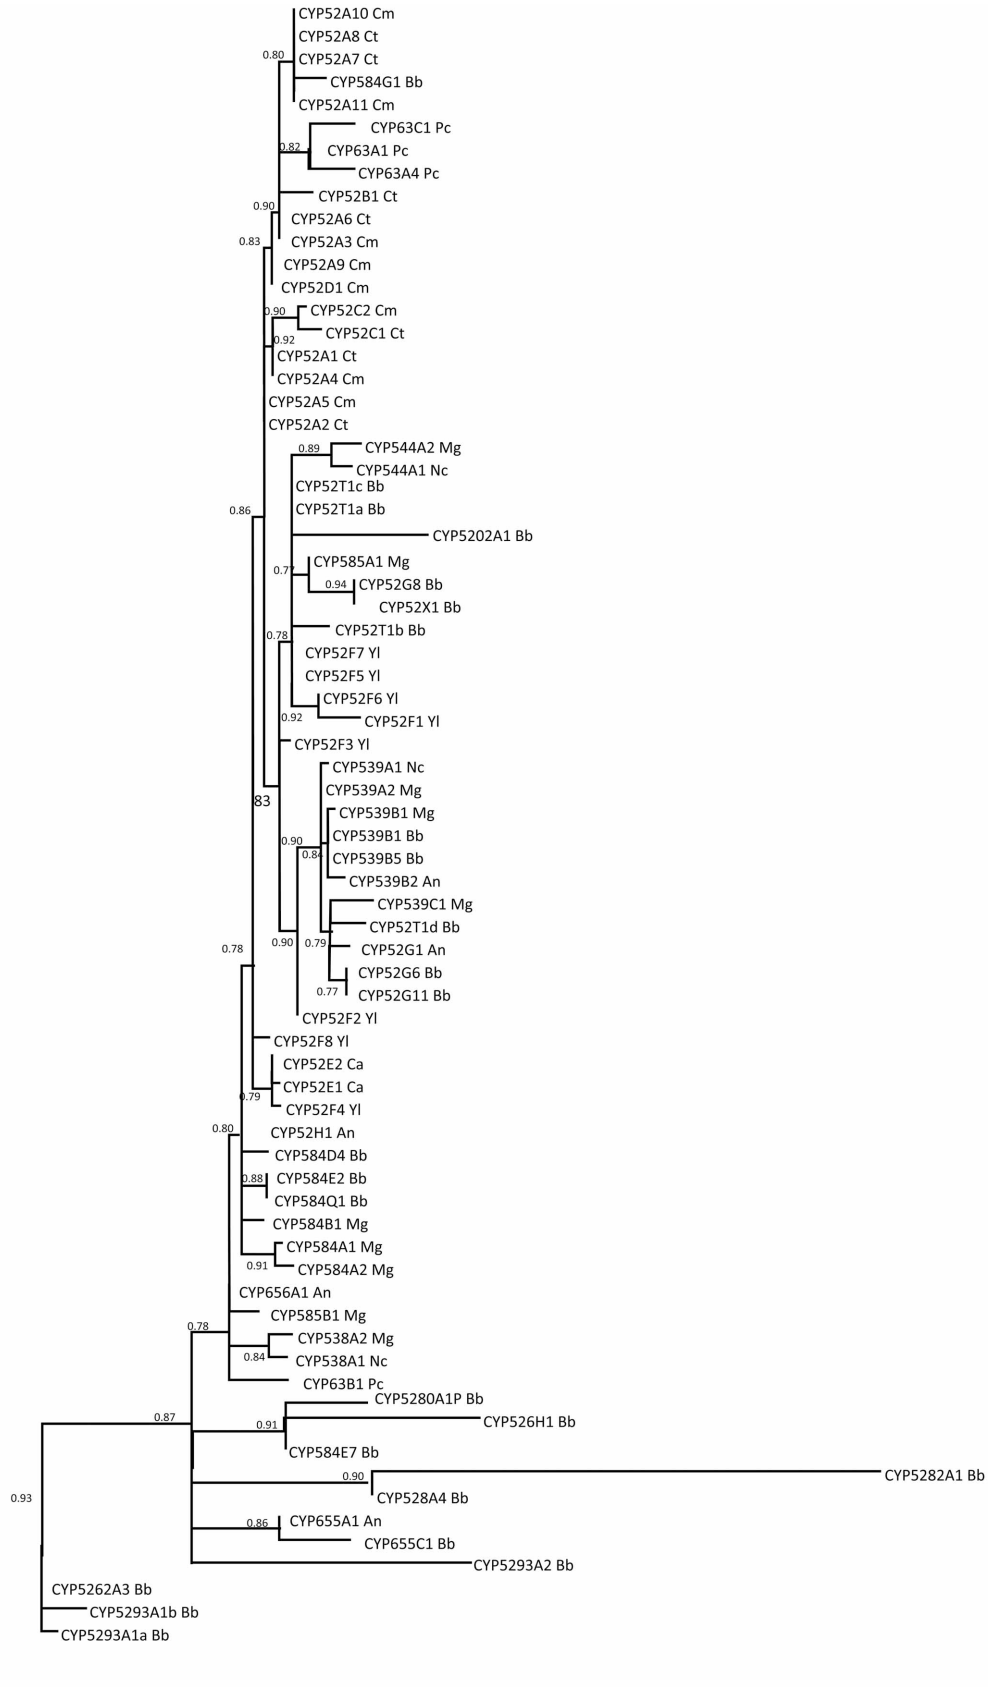 CYP52A10 Cm
CYP52A8 Ct
0.80
CYP52A7 Ct
CYP584G1 Bb
CYP52A11 Cm
CYP63C1 Pc
0.82
CYP63A1 Pc
CYP63A4 Pc
CYP52B1 Ct
0.90
CYP52A6 Ct
0.83
CYP52A3 Cm
CYP52A9 Cm
CYP52D1 Cm
0.90
CYP52C2 Cm
CYP52C1 Ct
0.92
CYP52A1 Ct
CYP52A4 Cm
CYP52A5 Cm
CYP52A2 Ct
0.89
CYP544A2 Mg
CYP544A1 Nc
CYP52T1c Bb
0.86
CYP52T1a Bb
CYP5202A1 Bb
CYP585A1 Mg
0.77
0.94
CYP52G8 Bb
CYP52X1 Bb
CYP52T1b Bb
0.78
CYP52F7 Yl
CYP52F5 Yl
CYP52F6 Yl
0.92
CYP52F1 Yl
CYP52F3 Yl
CYP539A1 Nc
CYP539A2 Mg
83
CYP539B1 Mg
CYP539B1 Bb
0.90
0.84
CYP539B5 Bb
CYP539B2 An
CYP539C1 Mg
CYP52T1d Bb
0.78
0.90
0.79
CYP52G1 An
CYP52G6 Bb
0.77
CYP52G11 Bb
CYP52F2 Yl
CYP52F8 Yl
CYP52E2 Ca
CYP52E1 Ca
0.79
CYP52F4 Yl
0.80
CYP52H1 An
CYP584D4 Bb
0.88
CYP584E2 Bb
CYP584Q1 Bb
CYP584B1 Mg
CYP584A1 Mg
0.91
CYP584A2 Mg
CYP656A1 An
CYP585B1 Mg
0.78
CYP538A2 Mg
0.84
CYP538A1 Nc
CYP63B1 Pc
CYP5280A1P Bb
0.87
0.91
CYP526H1 Bb
CYP584E7 Bb
0.90
CYP5282A1 Bb
0.93
CYP528A4 Bb
0.86
CYP655A1 An
CYP655C1 Bb
CYP5293A2 Bb
CYP5262A3 Bb
CYP5293A1b Bb
CYP5293A1a Bb